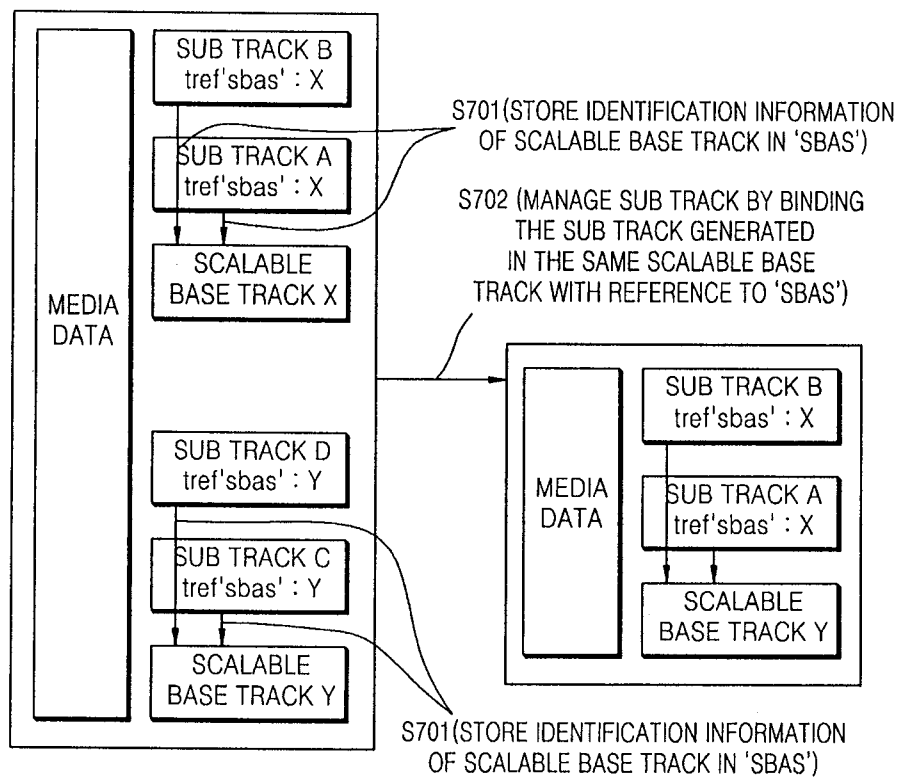 MEDIA
DATA
SUB TRACK B
tref'sbas' : X
SUB TRACK A
tref'sbas' : X
SCALABLE
BASE TRACK X
SUB TRACK D
tref'sbas' : Y
SUB TRACK C
tref'sbas' : Y
SCALABLE
BASE TRACK Y
S701(STORE IDENTIFICATION INFORMATION
OF SCALABLE BASE TRACK IN 'SBAS')
S702 (MANAGE SUB TRACK BY BINDING
THE SUB TRACK GENERATED
IN THE SAME SCALABLE BASE
TRACK WITH REFERENCE TO 'SBAS')
MEDIA
DATA
SUB TRACK B
tref'sbas' : X
SUB TRACK A
tref'sbas' : X
SCALABLE
BASE TRACK Y
S701(STORE IDENTIFICATION INFORMATION
OF SCALABLE BASE TRACK IN 'SBAS')